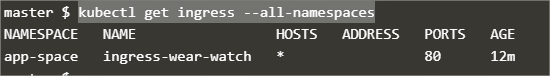 master $ kubectl get ingress --all-namespaces
NAMESPACE NAME HOSTS ADDRESS PORTS AGE
app-space ingress-wear-watch * 80 12m